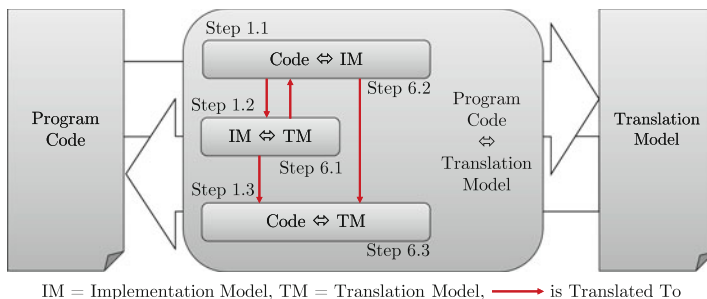 Step 1.1
Code ⇔ IM
Step 6.2
Step 1.2
IM ⇔ TM
Step 6.1
Step 1.3
Code ⇔ TM
Step 6.3
Program
Code
Program
Code
⇔
Translation
Model
Translation
Model
IM = Implementation Model, TM = Translation Model, ⟶ is Translated To